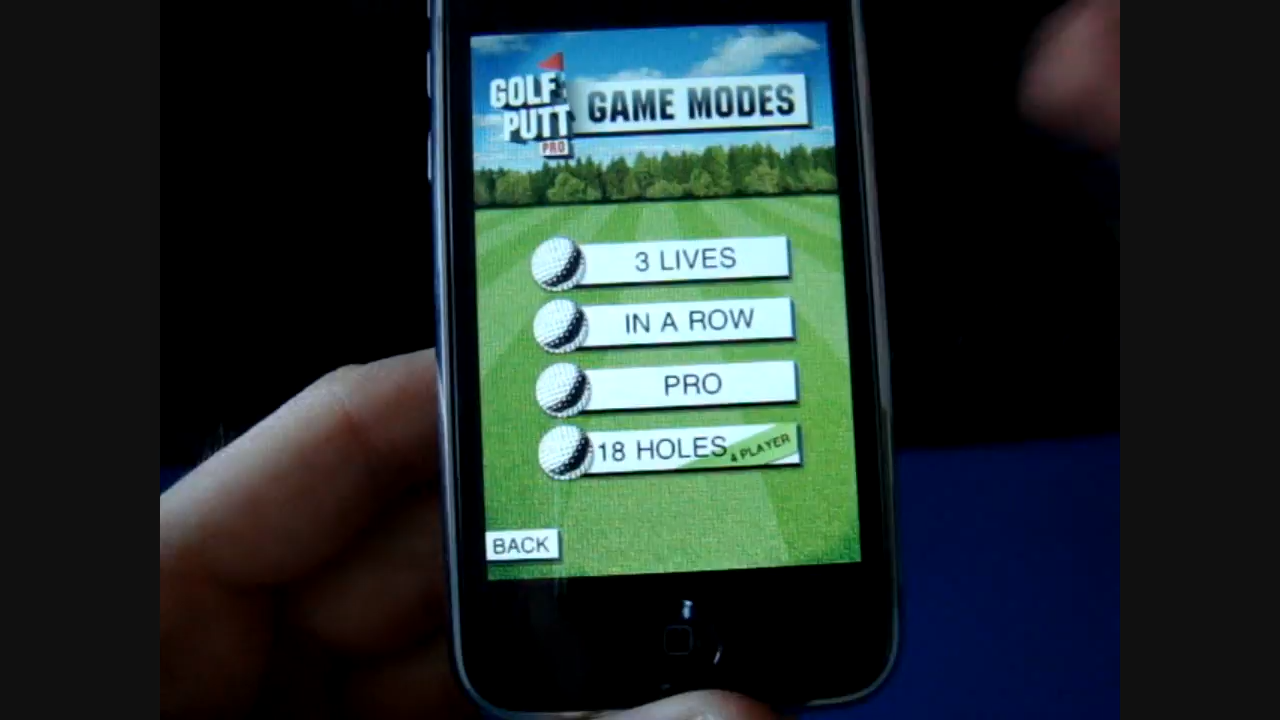 GOLF
PUTT
PRO
GAME MODES
3 LIVES
IN A ROW
PRO
18 HOLES
4 PLAYER
BACK